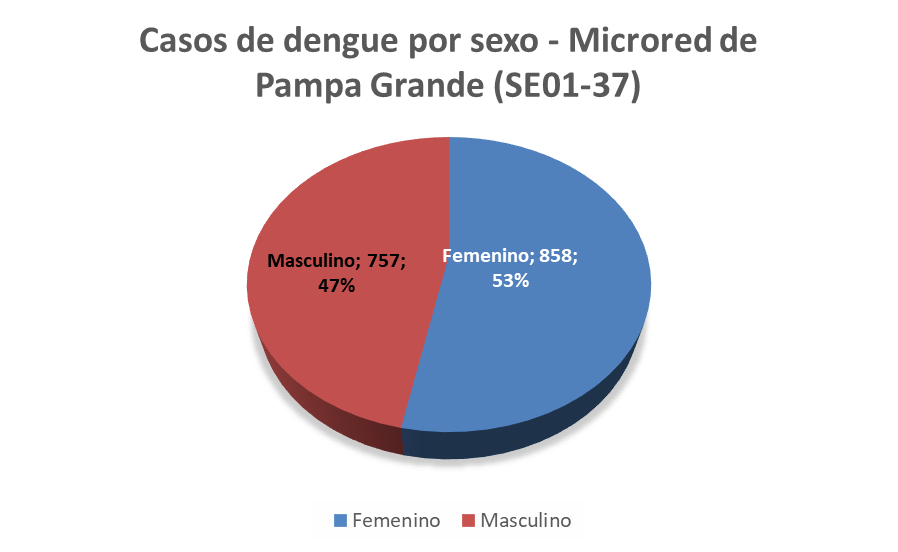 Casos de dengue por sexo - Microred de
Pampa Grande (SE01-37)
Masculino; 757;
47%
Femenino; 858;
53%
Femenino
Masculino